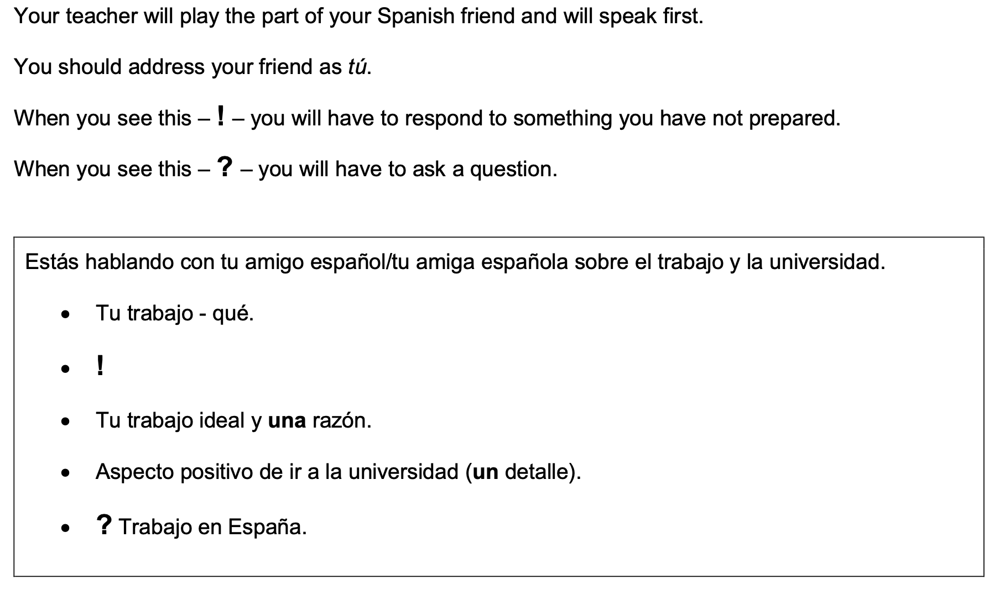 Your teacher will play the part of your Spanish friend and will speak first.
You should address your friend as tú.
When you see this – ! – you will have to respond to something you have not prepared.
When you see this – ? – you will have to ask a question.
Estás hablando con tu amigo español/tu amiga española sobre el trabajo y la universidad.
• Tu trabajo - qué.
• !
• Tu trabajo ideal y una razón.
• Aspecto positivo de ir a la universidad (un detalle).
• ? Trabajo en España.